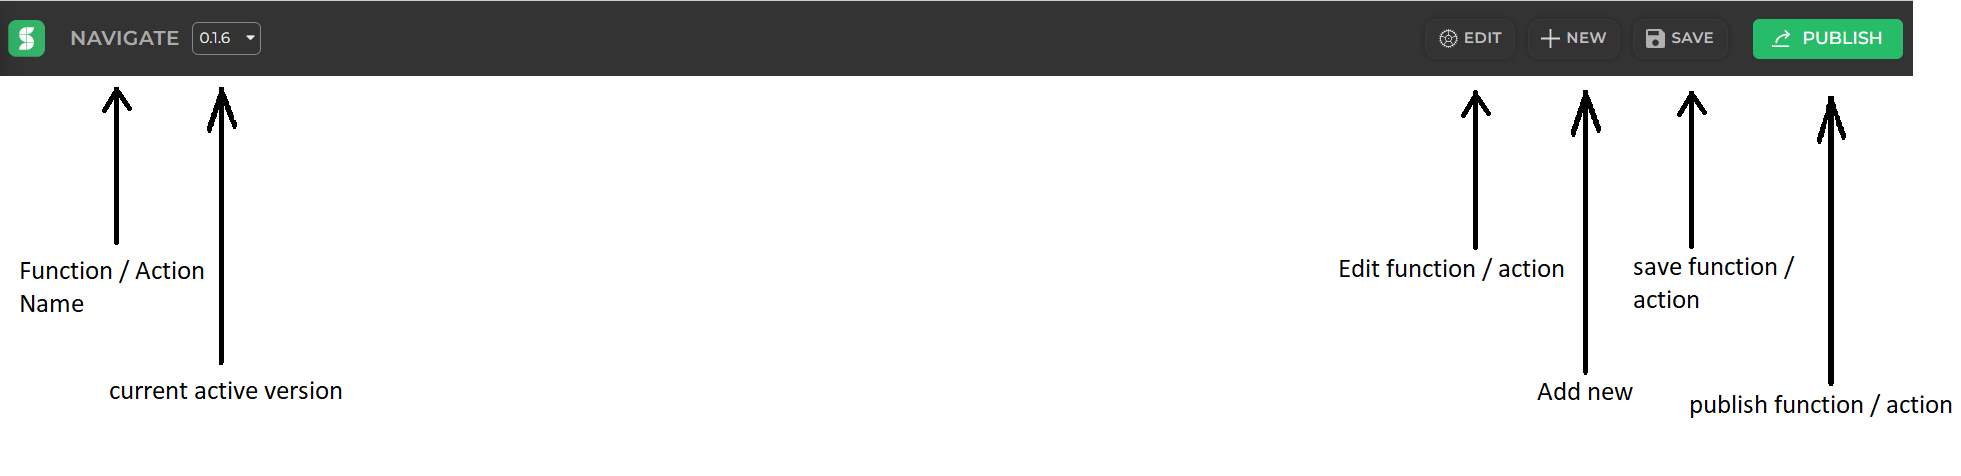 NAVIGATE 0.1.6 EDIT NEW SAVE PUBLISH
Function / Action
Name
Edit function / action
save function /
action
current active version
Add new
publish function / action